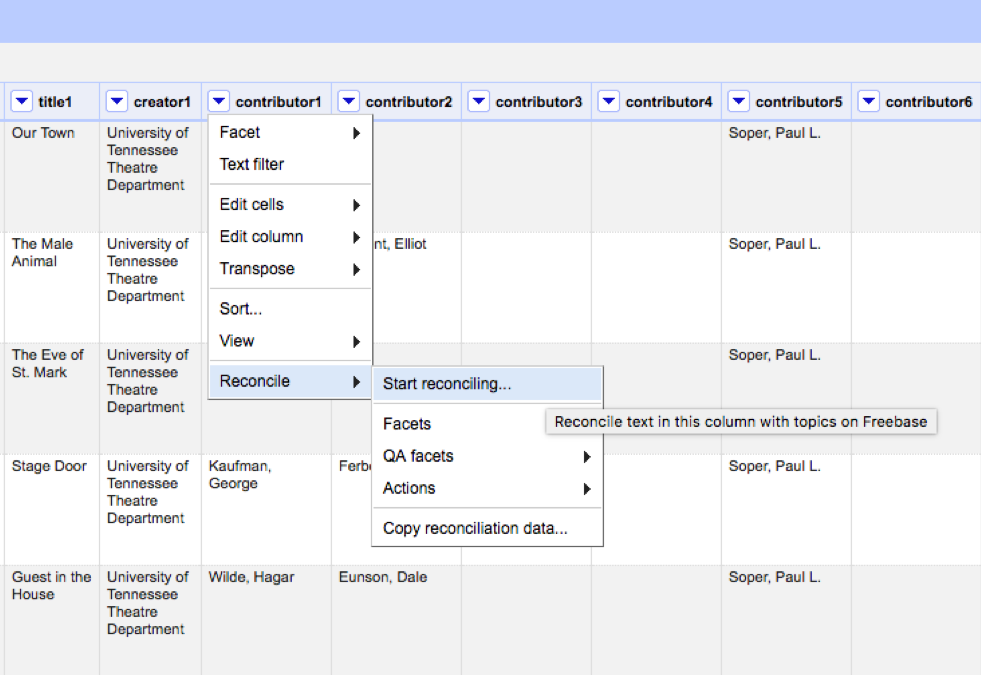 title1 creator1 contributor1 contributor2 contributor3 contributor4 contributor5 contributor6
Our Town
University of
Tennessee
Theatre
Department
Soper, Paul L.
The Male
Animal
University of
Tennessee
Theatre
Department
nt, Elliot
Soper, Paul L.
The Eve of
St. Mark
University of
Tennessee
Theatre
Department
Soper, Paul L.
Stage Door
University of
Tennessee
Theatre
Department
Kaufman,
George
Ferb
Soper, Paul L.
Guest in the
House
University of
Tennessee
Theatre
Department
Wilde, Hagar
Eunson, Dale
Soper, Paul L.
Facet
Text filter
Edit cells
Edit column
Transpose
Sort...
View
Reconcile
Start reconciling...
Facets
QA facets
Actions
Copy reconciliation data...
Reconcile text in this column with topics on Freebase